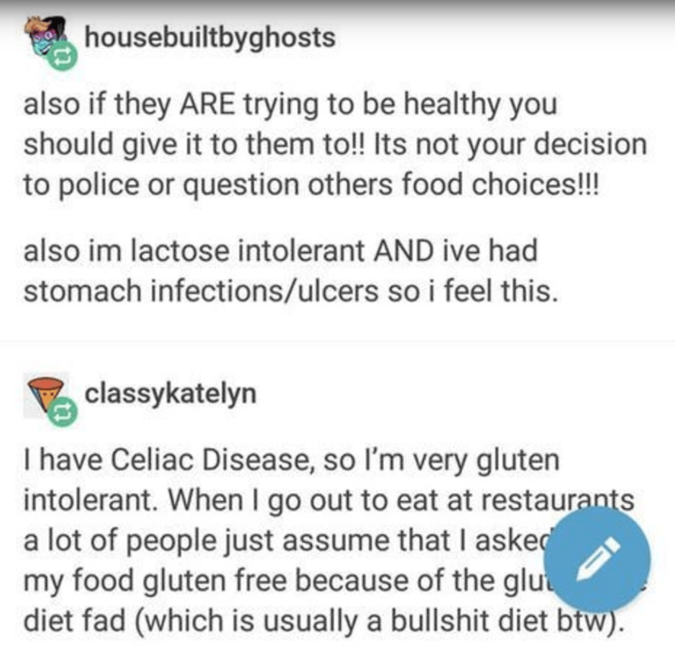 housebuiltbyghosts
also if they ARE trying to be healthy you
should give it to them to!! Its not your decision
to police or question others food choices!!!
also im lactose intolerant AND ive had
stomach infections/ulcers so i feel this.
classykatelyn
I have Celiac Disease, so I'm very gluten
intolerant. When I go out to eat at restaurants
a lot of people just assume that I asked
my food gluten free because of the
diet fad (which is usually a bullshit diet btw).